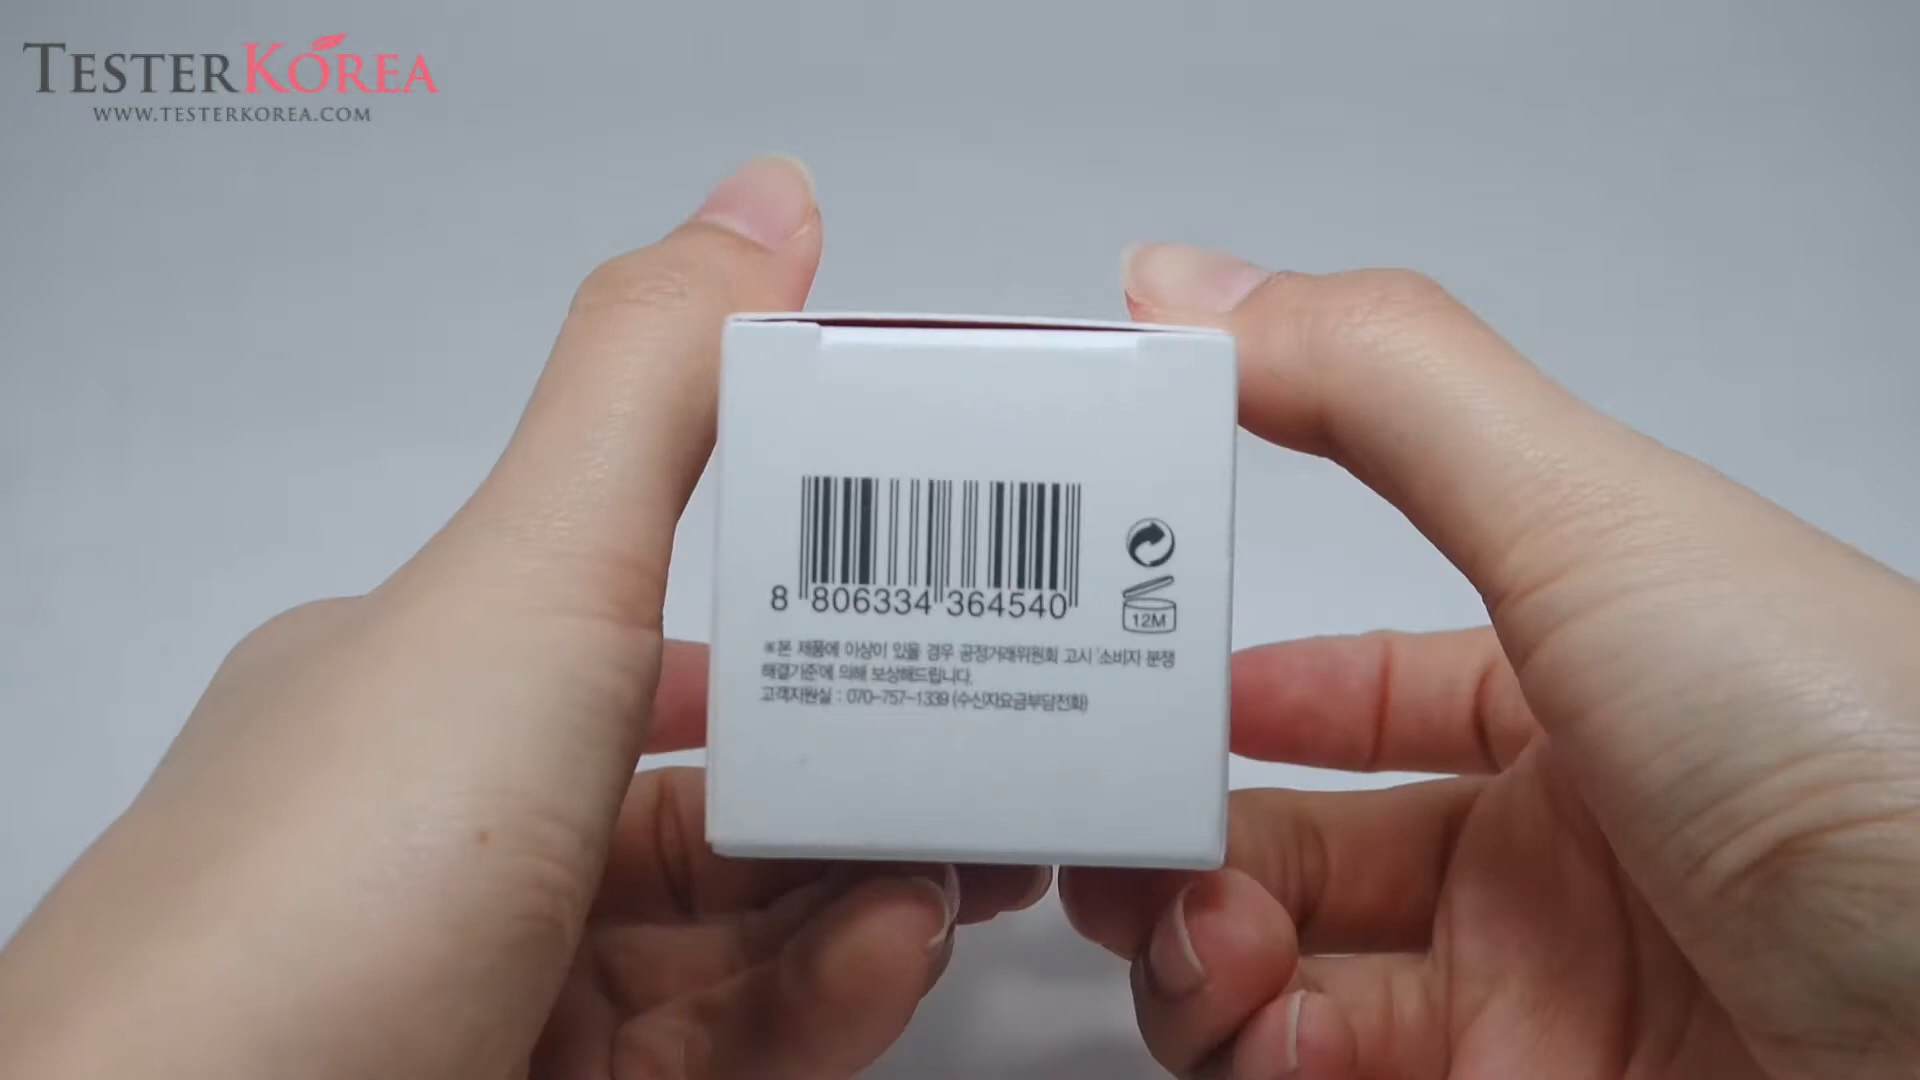 TESTERKOREA
WWW.TESTERKOREA.COM
8 806334 364540
12M
※본 제품에 이상이 있을 경우 공정거래위원회 고시 '소비자 분쟁
해결기준'에 의해 보상해드립니다.
고객지원실 : 070-757-1339 (수신자요금부담전화)